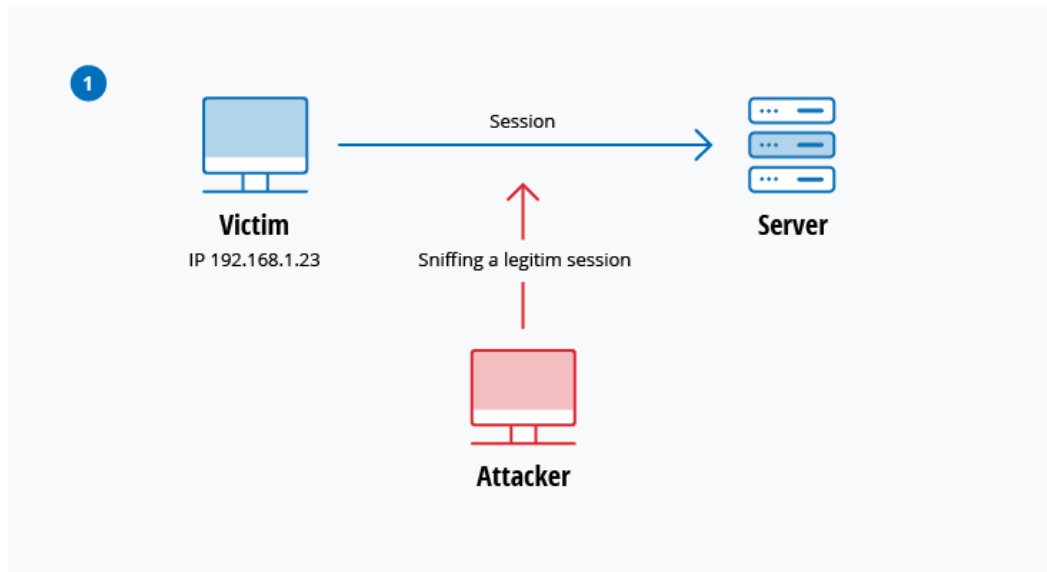 1
Session
Victim
IP 192.168.1.23
Server
Sniffing a legitim session
Attacker